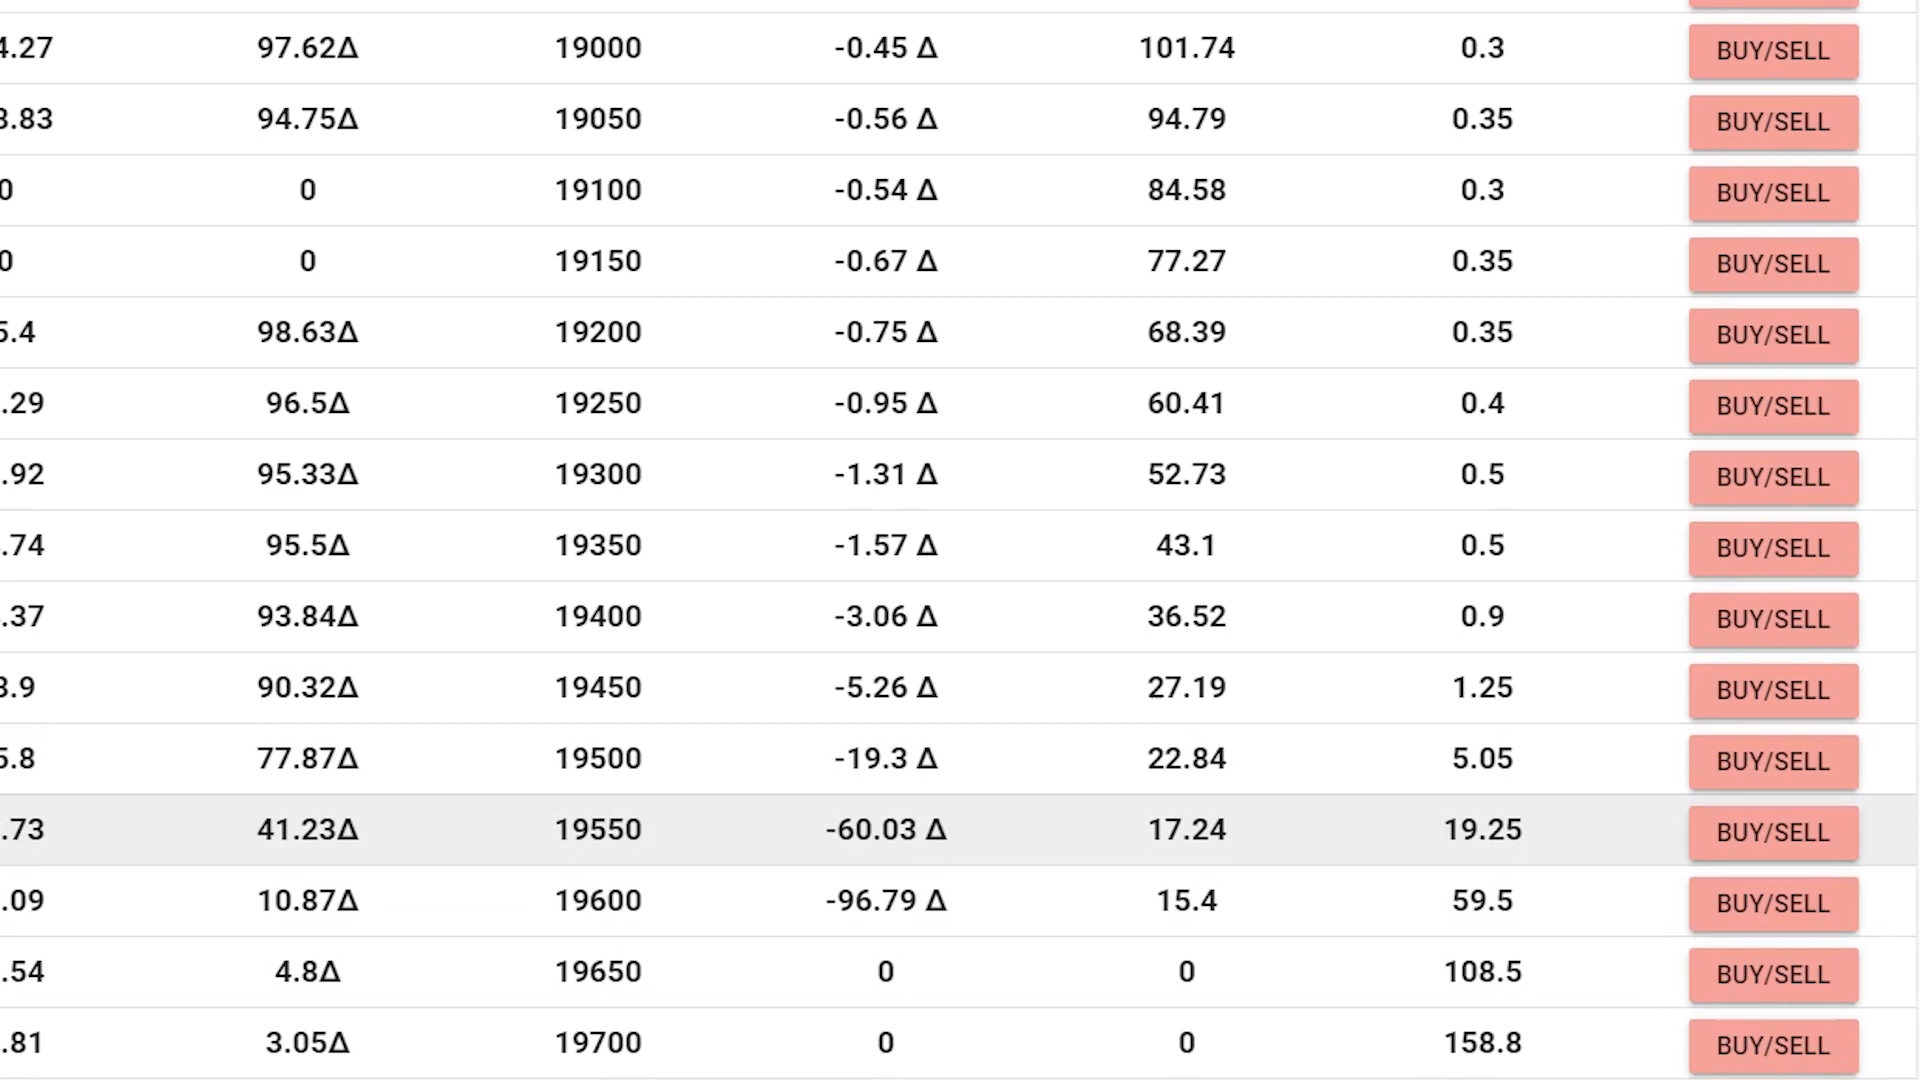 4.27 97.62Δ 19000 -0.45 Δ 101.74 0.3 BUY/SELL
3.83 94.75Δ 19050 -0.56 Δ 94.79 0.35 BUY/SELL
0 0 19100 -0.54 Δ 84.58 0.3 BUY/SELL
0 0 19150 -0.67 Δ 77.27 0.35 BUY/SELL
5.4 98.63Δ 19200 -0.75 Δ 68.39 0.35 BUY/SELL
.29 96.5Δ 19250 -0.95 Δ 60.41 0.4 BUY/SELL
.92 95.33Δ 19300 -1.31 Δ 52.73 0.5 BUY/SELL
.74 95.5Δ 19350 -1.57 Δ 43.1 0.5 BUY/SELL
.37 93.84Δ 19400 -3.06 Δ 36.52 0.9 BUY/SELL
3.9 90.32Δ 19450 -5.26 Δ 27.19 1.25 BUY/SELL
5.8 77.87Δ 19500 -19.3 Δ 22.84 5.05 BUY/SELL
.73 41.23Δ 19550 -60.03 Δ 17.24 19.25 BUY/SELL
.09 10.87Δ 19600 -96.79 Δ 15.4 59.5 BUY/SELL
.54 4.8Δ 19650 0 0 108.5 BUY/SELL
.81 3.05Δ 19700 0 0 158.8 BUY/SELL